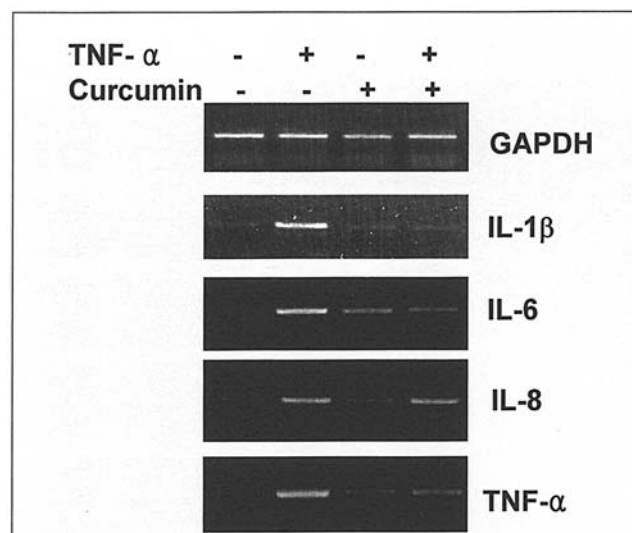 TNF- α - + - +
Curcumin - - + +
GAPDH
IL-1β
IL-6
IL-8
TNF-α